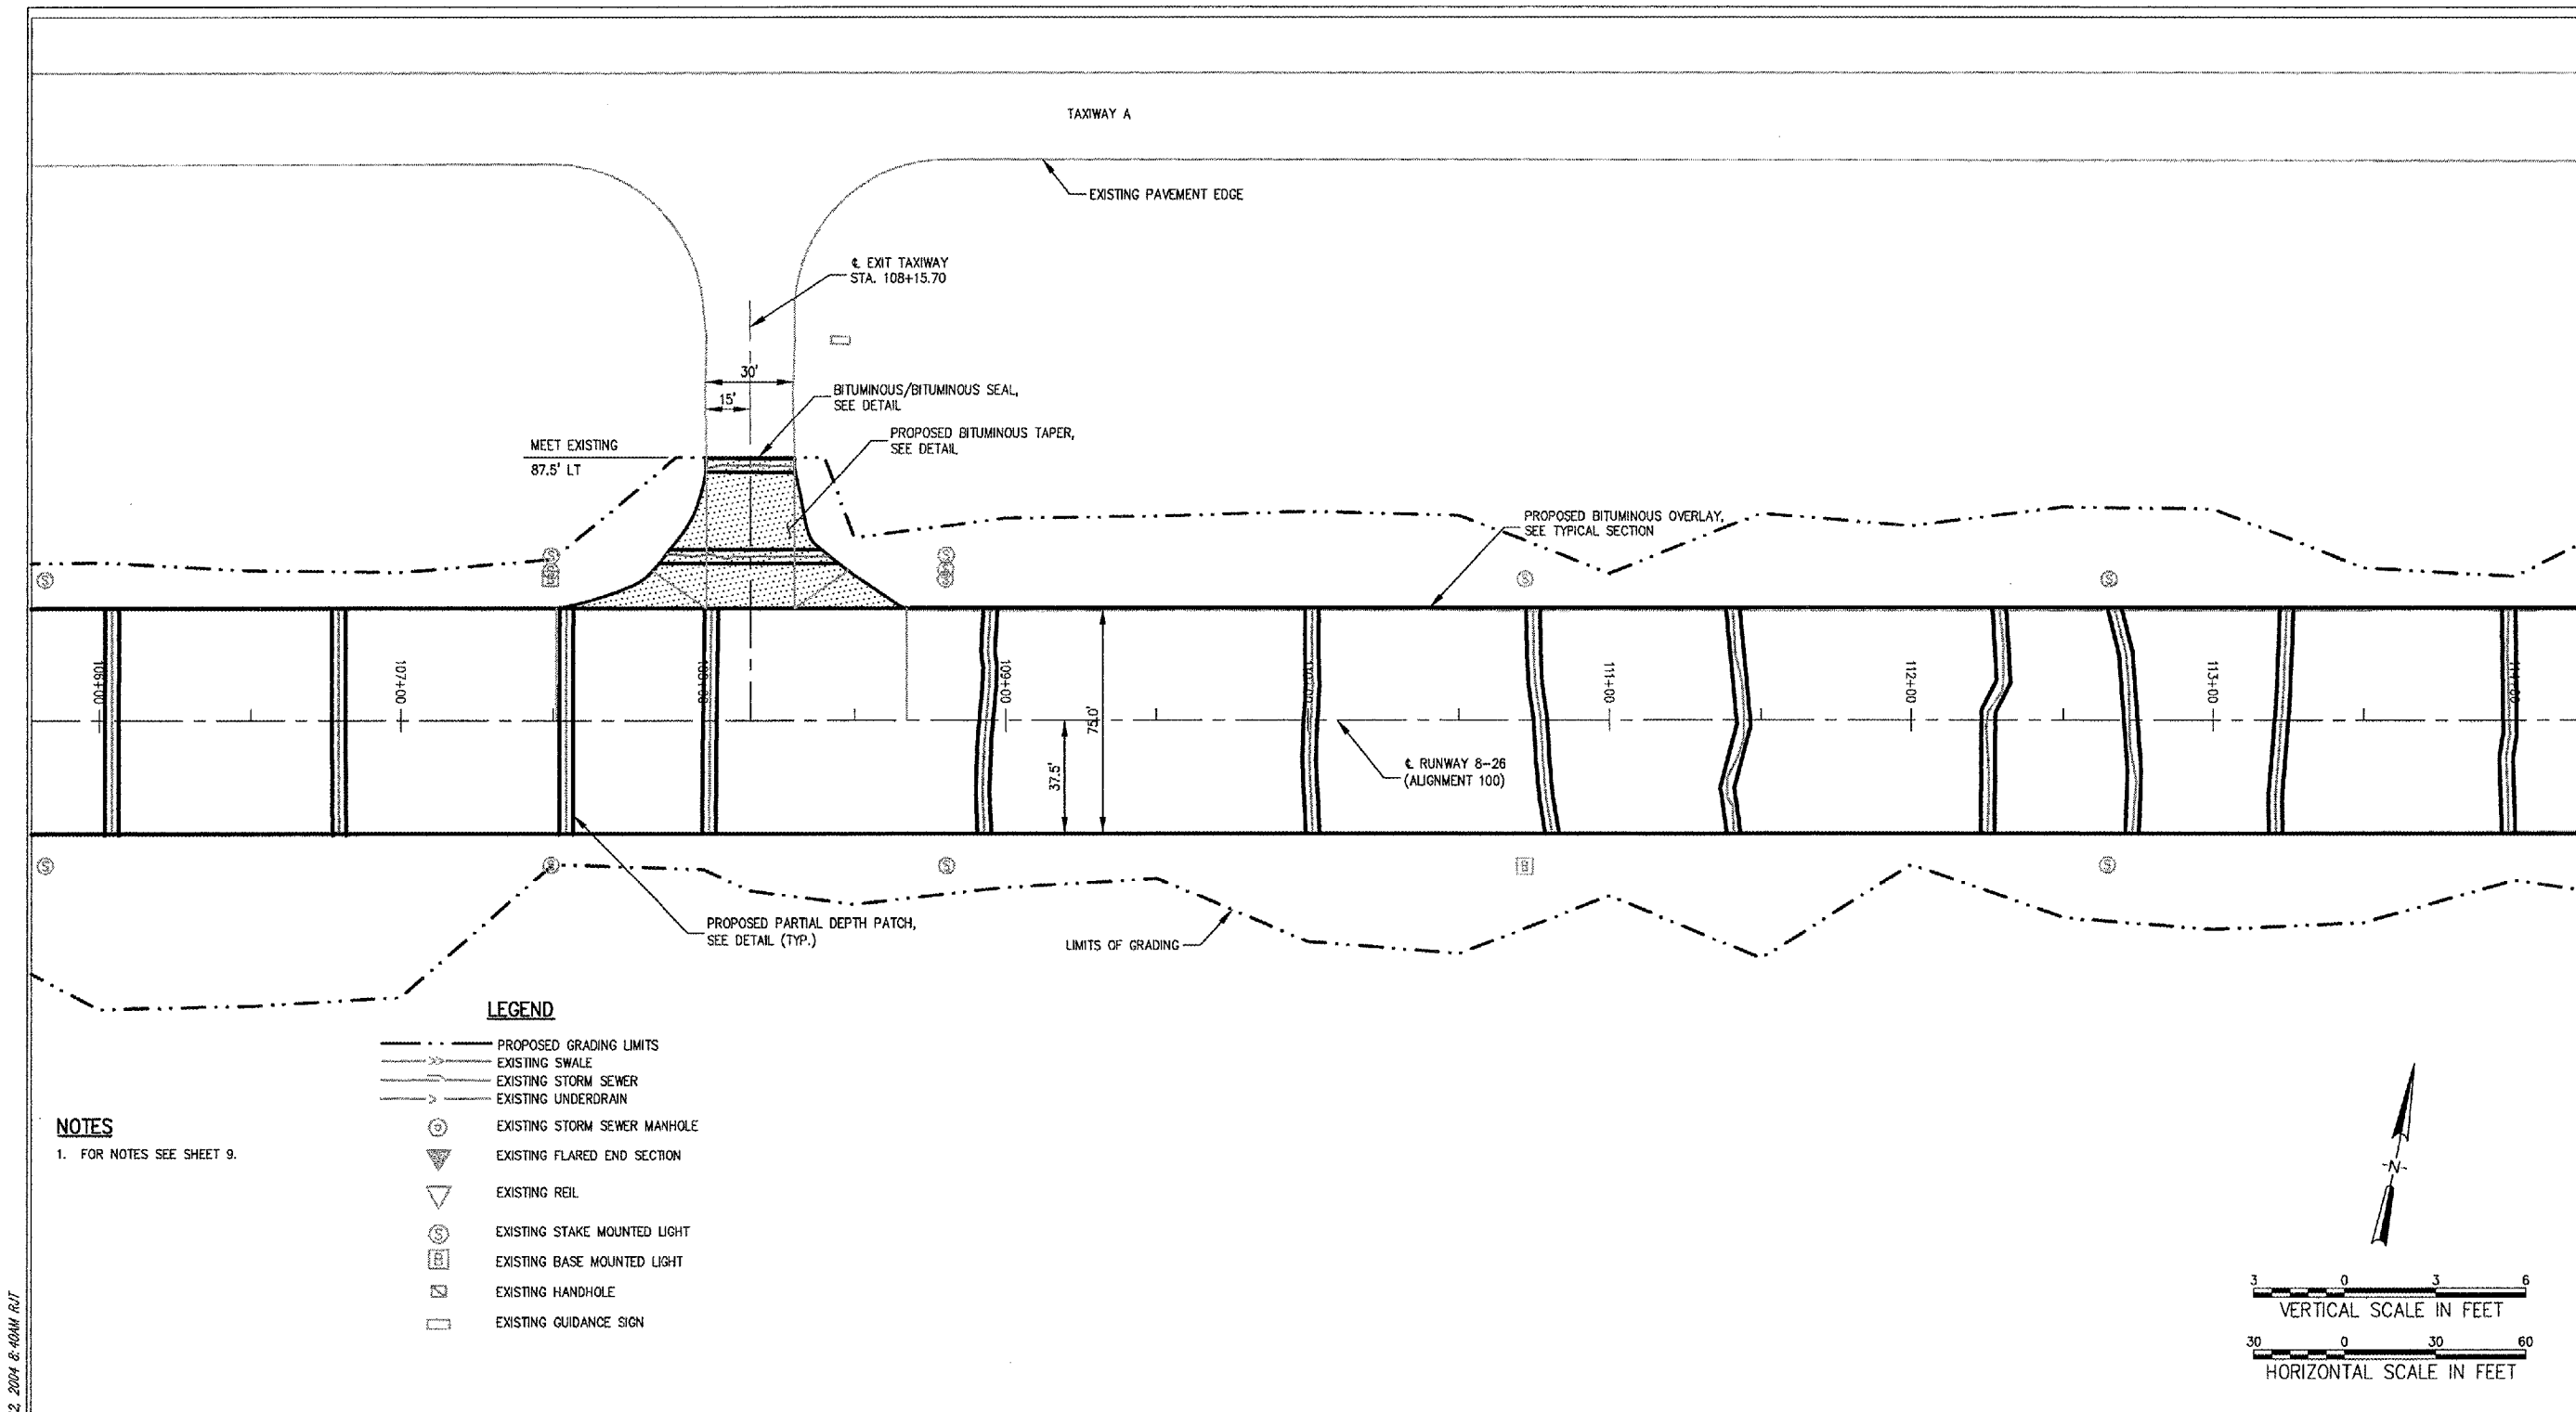 TAXIWAY A
EXISTING PAVEMENT EDGE
℄ EXIT TAXIWAY
STA. 108+15.70
30'
15'
BITUMINOUS/BITUMINOUS SEAL,
SEE DETAIL
PROPOSED BITUMINOUS TAPER,
SEE DETAIL
MEET EXISTING
87.5' LT
PROPOSED BITUMINOUS OVERLAY,
SEE TYPICAL SECTION
S
S
B
S
S
S
S
106+00
107+00
109+00
111+00
112+00
113+00
75.0'
37.5'
℄ RUNWAY 8-26
(ALIGNMENT 100)
S
S
S
B
S
PROPOSED PARTIAL DEPTH PATCH,
SEE DETAIL (TYP.)
LIMITS OF GRADING
LEGEND
PROPOSED GRADING LIMITS
EXISTING SWALE
EXISTING STORM SEWER
EXISTING UNDERDRAIN
EXISTING STORM SEWER MANHOLE
EXISTING FLARED END SECTION
EXISTING REIL
S EXISTING STAKE MOUNTED LIGHT
B EXISTING BASE MOUNTED LIGHT
EXISTING HANDHOLE
EXISTING GUIDANCE SIGN
NOTES
1. FOR NOTES SEE SHEET 9.
-N-
3 0 3 6
VERTICAL SCALE IN FEET
30 0 30 60
HORIZONTAL SCALE IN FEET
2004 8:40AM RJT